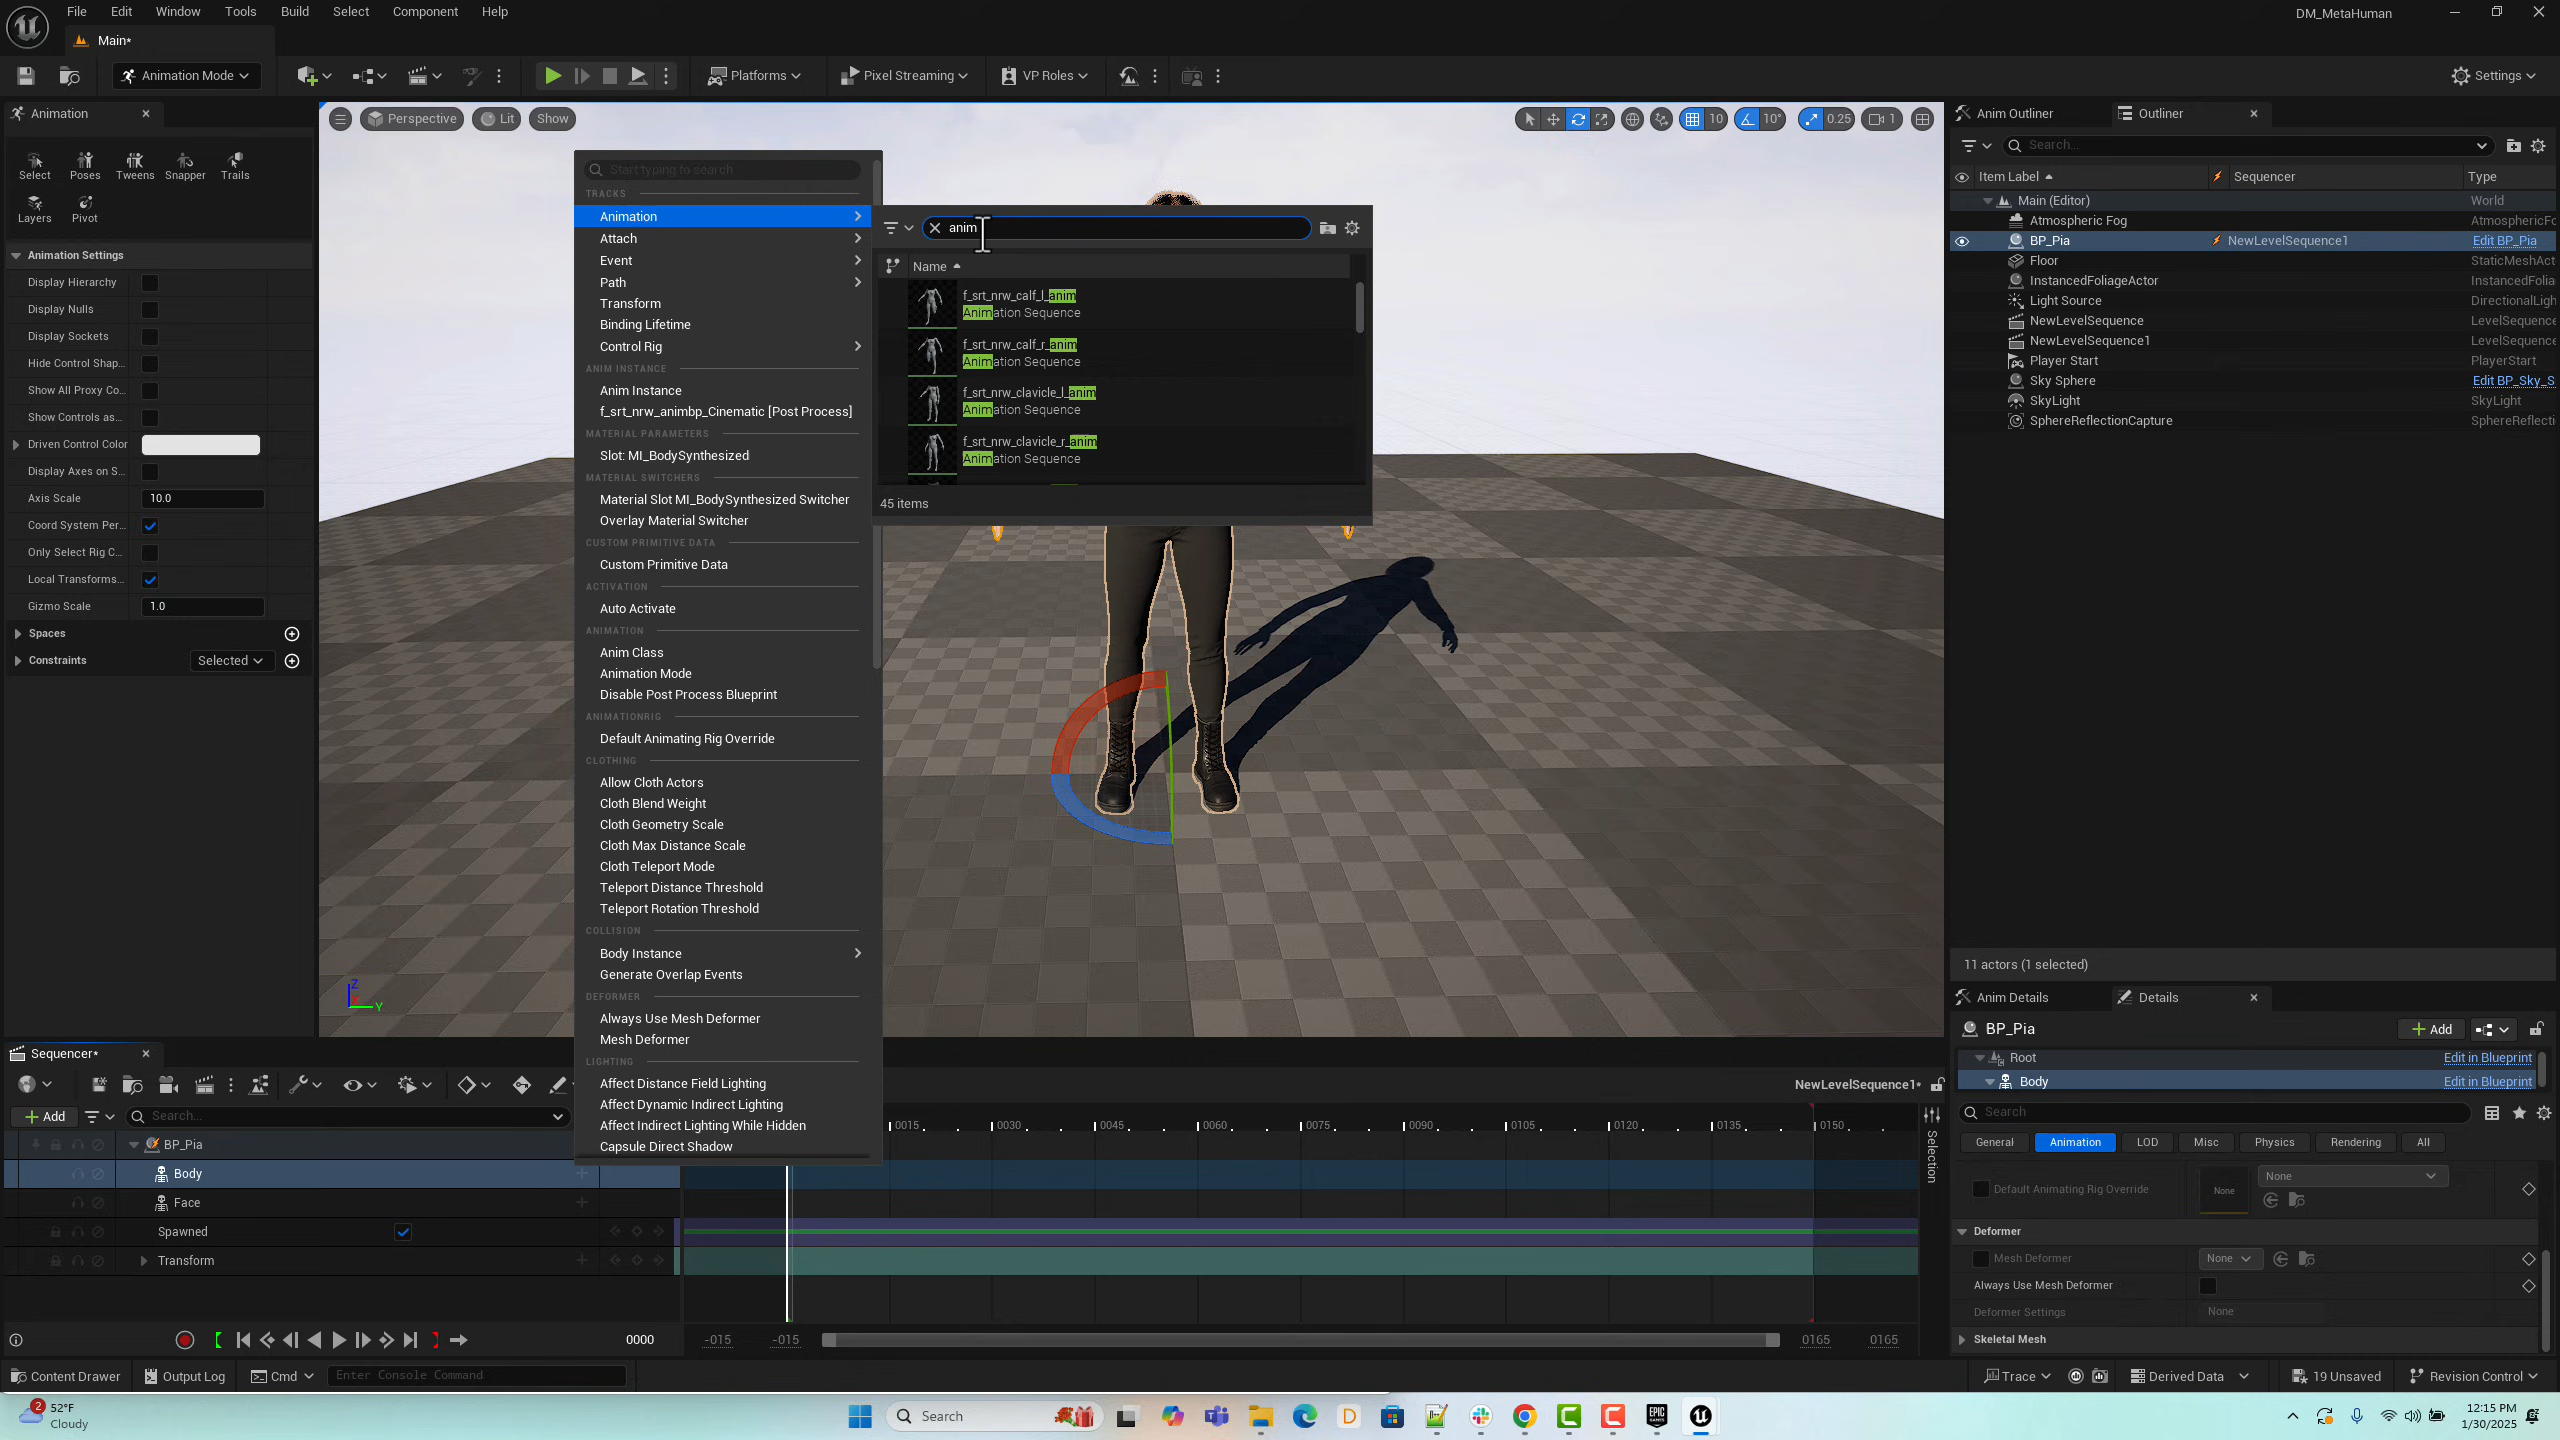 File Edit Window Tools Build Select Component Help
DM_MetaHuman
Main*
Animation Mode
Platforms
Pixel Streaming
VP Roles
Settings
Animation
Select Poses Tweens Snapper Trails
Layers Pivot
Animation Settings
Display Hierarchy
Display Nulls
Display Sockets
Hide Control Shap...
Show All Proxy Co...
Show Controls as...
Driven Control Color
Display Axes on S...
Axis Scale 10.0
Coord System Per...
Only Select Rig C...
Local Transforms...
Gizmo Scale 1.0
Spaces
Constraints Selected
Perspective Lit Show
10 10° 0.25 1
Start typing to search
TRACKS
Animation
Attach
Event
Path
Transform
Binding Lifetime
Control Rig
ANIM INSTANCE
Anim Instance
f_srt_nrw_animbp_Cinematic [Post Process]
MATERIAL PARAMETERS
Slot: MI_BodySynthesized
MATERIAL SWITCHERS
Material Slot MI_BodySynthesized Switcher
Overlay Material Switcher
CUSTOM PRIMITIVE DATA
Custom Primitive Data
ACTIVATION
Auto Activate
ANIMATION
Anim Class
Animation Mode
Disable Post Process Blueprint
ANIMATIONRIG
Default Animating Rig Override
CLOTHING
Allow Cloth Actors
Cloth Blend Weight
Cloth Geometry Scale
Cloth Max Distance Scale
Cloth Teleport Mode
Teleport Distance Threshold
Teleport Rotation Threshold
COLLISION
Body Instance
Generate Overlap Events
DEFORMER
Always Use Mesh Deformer
Mesh Deformer
LIGHTING
Affect Distance Field Lighting
Affect Dynamic Indirect Lighting
Affect Indirect Lighting While Hidden
Capsule Direct Shadow
anim
Name
f_srt_nrw_calf_l_anim
Animation Sequence
f_srt_nrw_calf_r_anim
Animation Sequence
f_srt_nrw_clavicle_l_anim
Animation Sequence
f_srt_nrw_clavicle_r_anim
Animation Sequence
45 items
Z
Y
Anim Outliner Outliner
Search...
Item Label Sequencer Type
Main (Editor) World
Atmospheric Fog AtmosphericFo
BP_Pia NewLevelSequence1 Edit BP_Pia
Floor StaticMeshAct
InstancedFoliageActor InstancedFolia
Light Source DirectionalLigh
NewLevelSequence LevelSequence
NewLevelSequence1 LevelSequence
Player Start PlayerStart
Sky Sphere Edit BP_Sky_S
SkyLight SkyLight
SphereReflectionCapture SphereReflecti
11 actors (1 selected)
Anim Details Details
BP_Pia Add
Root Edit in Blueprint
Body Edit in Blueprint
Search
General Animation LOD Misc Physics Rendering All
Default Animating Rig Override None None
Deformer
Mesh Deformer None
Always Use Mesh Deformer
Deformer Settings None
Skeletal Mesh
Sequencer*
NewLevelSequence1*
Add Search...
0015 0030 0045 0060 0075 0090 0105 0120 0135 0150
Selection
BP_Pia
Body
Face
Spawned
Transform
0000 -015 -015 0165 0165
Content Drawer Output Log Cmd Enter Console Command
Trace Derived Data 19 Unsaved Revision Control
2
52°F
Cloudy
Search
12:15 PM
1/30/2025